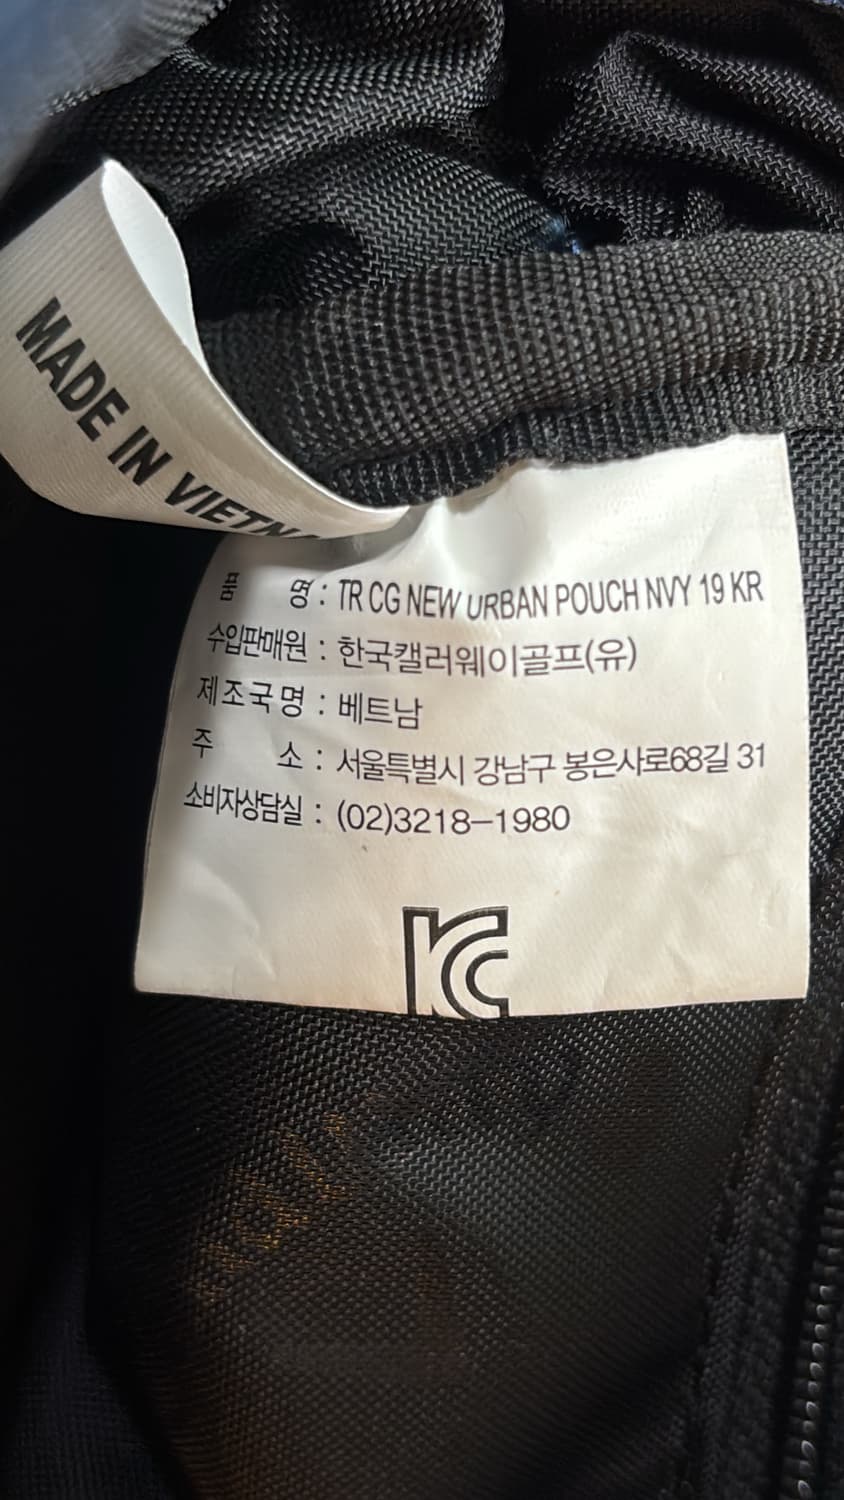 MADE IN
품 명 : TR CG NEW URBAN POUCH NVY 19 KR
수입판매원 : 한국캘러웨이골프(유)
제조국명 : 베트남
주 소 : 서울특별시 강남구 봉은사로68길 31
소비자상담실 : (02)3218-1980
KC